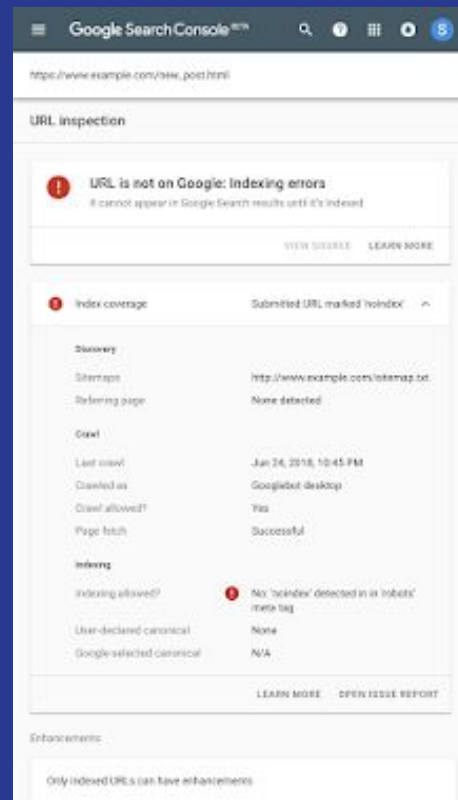 Google Search Console BETA
S
https://www.example.com/new_post.html
URL inspection
URL is not on Google: Indexing errors
It cannot appear in Google Search results until it's indexed
VIEW SOURCE LEARN MORE
Index coverage Submitted URL marked 'noindex'
Discovery
Sitemaps http://www.example.com/sitemap.txt
Referring page None detected
Crawl
Last crawl Jun 24, 2018, 10:45 PM
Crawled as Googlebot desktop
Crawl allowed? Yes
Page fetch Successful
Indexing
Indexing allowed? No: 'noindex' detected in in 'robots'
meta tag
User-declared canonical None
Google-selected canonical N/A
LEARN MORE OPEN ISSUE REPORT
Enhancements
Only indexed URLs can have enhancements